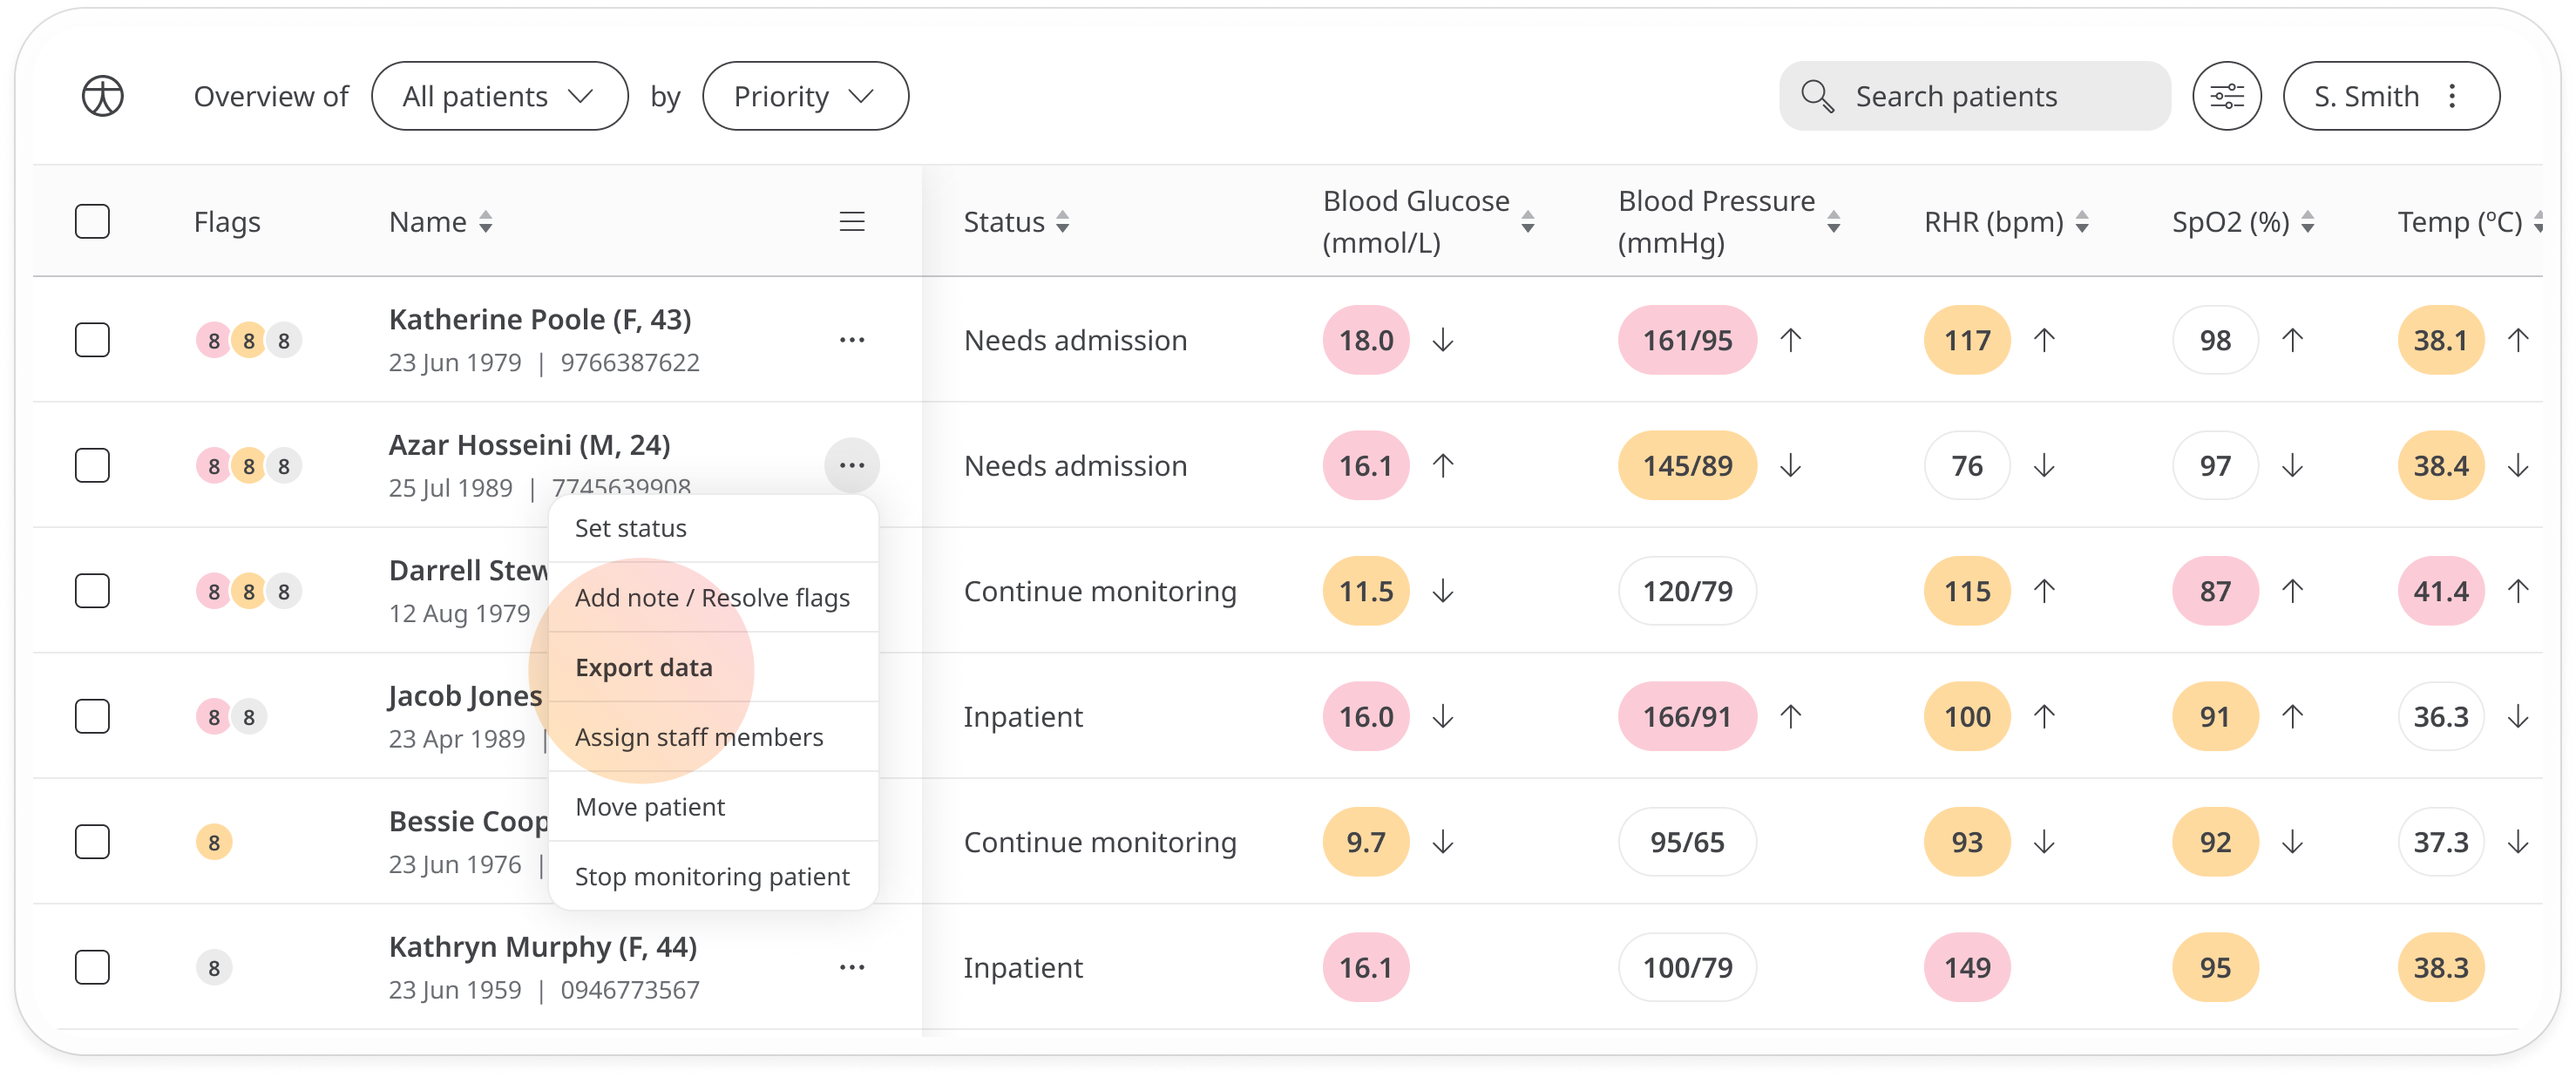 Overview of All patients by Priority Search patients S. Smith
Flags Name Status Blood Glucose (mmol/L) Blood Pressure (mmHg) RHR (bpm) SpO2 (%) Temp (ºC)
8 8 8 Katherine Poole (F, 43) Needs admission 18.0 161/95 117 98 38.1
23 Jun 1979 | 9766387622
8 8 8 Azar Hosseini (M, 24) Needs admission 16.1 145/89 76 97 38.4
25 Jul 1989 | 7745639908
Set status
8 8 8 Darrell Stew Continue monitoring 11.5 120/79 115 87 41.4
12 Aug 1979
Add note / Resolve flags
Export data
8 8 Jacob Jones Inpatient 16.0 166/91 100 91 36.3
23 Apr 1989 |
Assign staff members
Move patient
8 Bessie Coop Continue monitoring 9.7 95/65 93 92 37.3
23 Jun 1976 |
Stop monitoring patient
8 Kathryn Murphy (F, 44) Inpatient 16.1 100/79 149 95 38.3
23 Jun 1959 | 0946773567